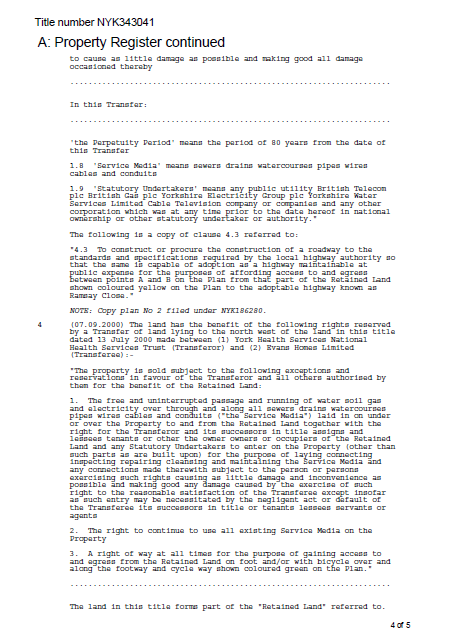 Title number NYK343041
A: Property Register continued
to cause as little damage as possible and making good all damage
occasioned thereby
......................................................................
In this Transfer:
......................................................................
'the Perpetuity Period' means the period of 80 years from the date of
this Transfer
1.8 'Service Media' means sewers drains watercourses pipes wires
cables and conduits
1.9 'Statutory Undertakers' means any public utility British Telecom
plc British Gas plc Yorkshire Electricity Group plc Yorkshire Water
Services Limited Cable Television company or companies and any other
corporation which was at any time prior to the date hereof in national
ownership or other statutory undertaker or authority."
The following is a copy of clause 4.3 referred to:
"4.3 To construct or procure the construction of a roadway to the
standards and specifications required by the local highway authority so
that the same is capable of adoption as a highway maintainable at
public expense for the purposes of affording access to and egress
between points A and B on the Plan from that part of the Retained Land
shown coloured yellow on the Plan to the adoptable highway known as
Ramsay Close."
NOTE: Copy plan No 2 filed under NYK186280.
4 (07.09.2000) The land has the benefit of the following rights reserved
by a Transfer of land lying to the north west of the land in this title
dated 13 July 2000 made between (1) York Health Services National
Health Services Trust (Transferor) and (2) Evans Homes Limited
(Transferee):-
"The property is sold subject to the following exceptions and
reservations in favour of the Transferor and all others authorised by
them for the benefit of the Retained Land:
1. The free and uninterrupted passage and running of water soil gas
and electricity over through and along all sewers drains watercourses
pipes wires cables and conduits ("the Service Media") laid in on under
or over the Property to and from the Retained Land together with the
right for the Transferor and its successors in title assigns and
lessees tenants or other the owner owners or occupiers of the Retained
Land and any Statutory Undertakers to enter on the Property (other than
such parts as are built upon) for the purpose of laying connecting
inspecting repairing cleansing and maintaining the Service Media and
any connections made therewith subject to the person or persons
exercising such rights causing as little damage and inconvenience as
possible and making good any damage caused by the exercise of such
right to the reasonable satisfaction of the Transferee except insofar
as such entry may be necessitated by the negligent act or default of
the Transferee its successors in title or tenants lessees servants or
agents
2. The right to continue to use all existing Service Media on the
Property
3. A right of way at all times for the purpose of gaining access to
and egress from the Retained Land on foot and/or with bicycle over and
along the footway and cycle way shown coloured green on the Plan."
......................................................................
The land in this title forms part of the "Retained Land" referred to.
4 of 5